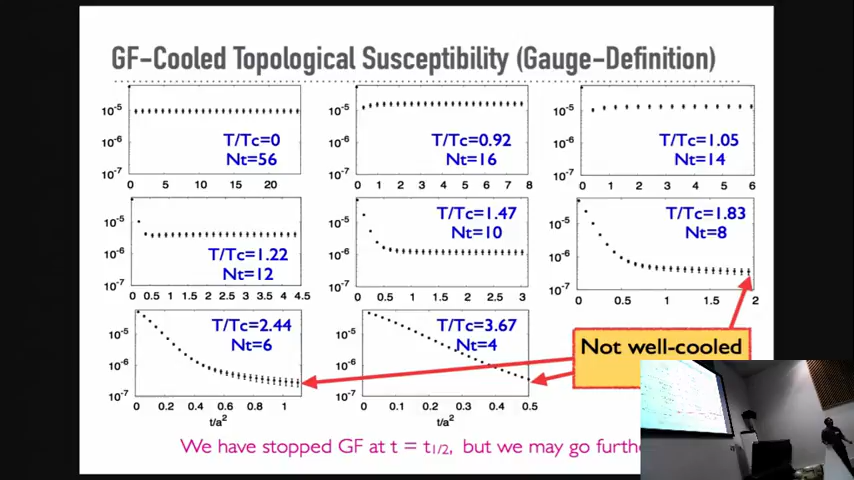 GF-Cooled Topological Susceptibility (Gauge-Definition)
10-5
10-6
10-7
T/Tc=0
Nt=56
0 5 10 15 20
10-5
10-6
10-7
T/Tc=0.92
Nt=16
0 1 2 3 4 5 6 7 8
10-5
10-6
10-7
T/Tc=1.05
Nt=14
0 1 2 3 4 5 6
10-5
10-6
10-7
T/Tc=1.22
Nt=12
0 0.5 1 1.5 2 2.5 3 3.5 4 4.5
10-5
10-6
10-7
T/Tc=1.47
Nt=10
0 0.5 1 1.5 2 2.5 3
10-5
10-6
10-7
T/Tc=1.83
Nt=8
0 0.5 1 1.5 2
10-5
10-6
10-7
T/Tc=2.44
Nt=6
0 0.2 0.4 0.6 0.8 1
t/a2
10-5
10-6
10-7
T/Tc=3.67
Nt=4
0 0.1 0.2 0.3 0.4 0.5
t/a2
Not well-cooled
We have stopped GF at t = t1/2, but we may go furth